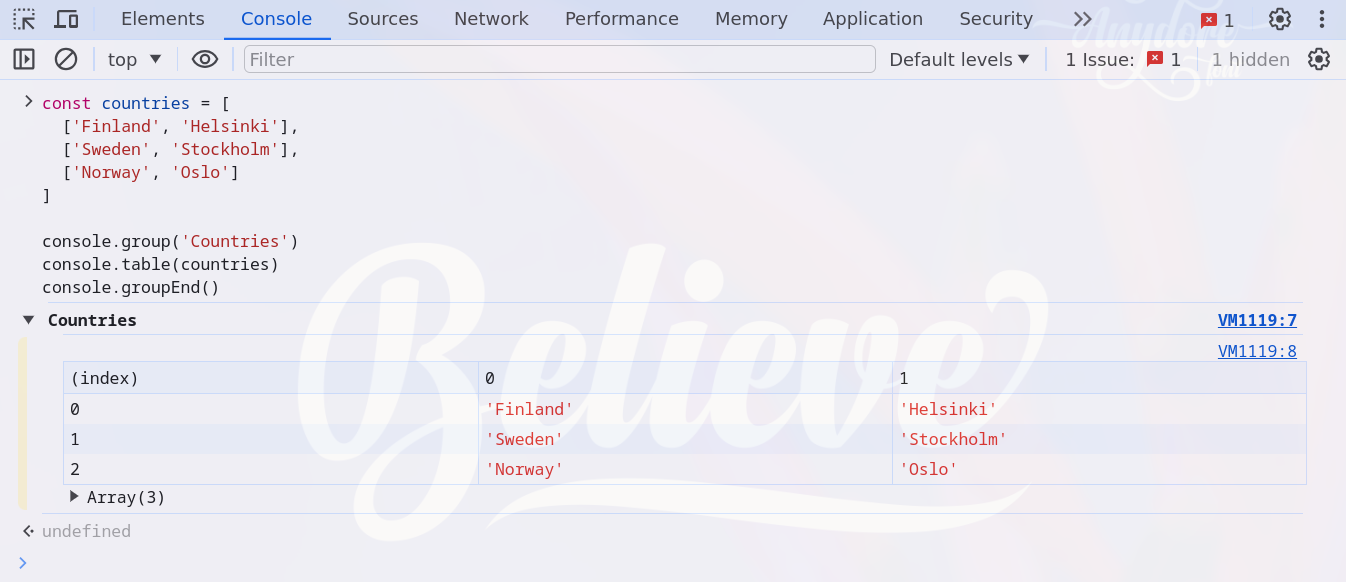 Elements Console Sources Network Performance Memory Application Security 1
top Filter Default levels 1 Issue: 1 1 hidden
const countries = [
  ['Finland', 'Helsinki'],
  ['Sweden', 'Stockholm'],
  ['Norway', 'Oslo']
]
console.group('Countries')
console.table(countries)
console.groupEnd()
Countries VM1119:7
VM1119:8
(index) 0 1
0 'Finland' 'Helsinki'
1 'Sweden' 'Stockholm'
2 'Norway' 'Oslo'
Array(3)
undefined
Believe